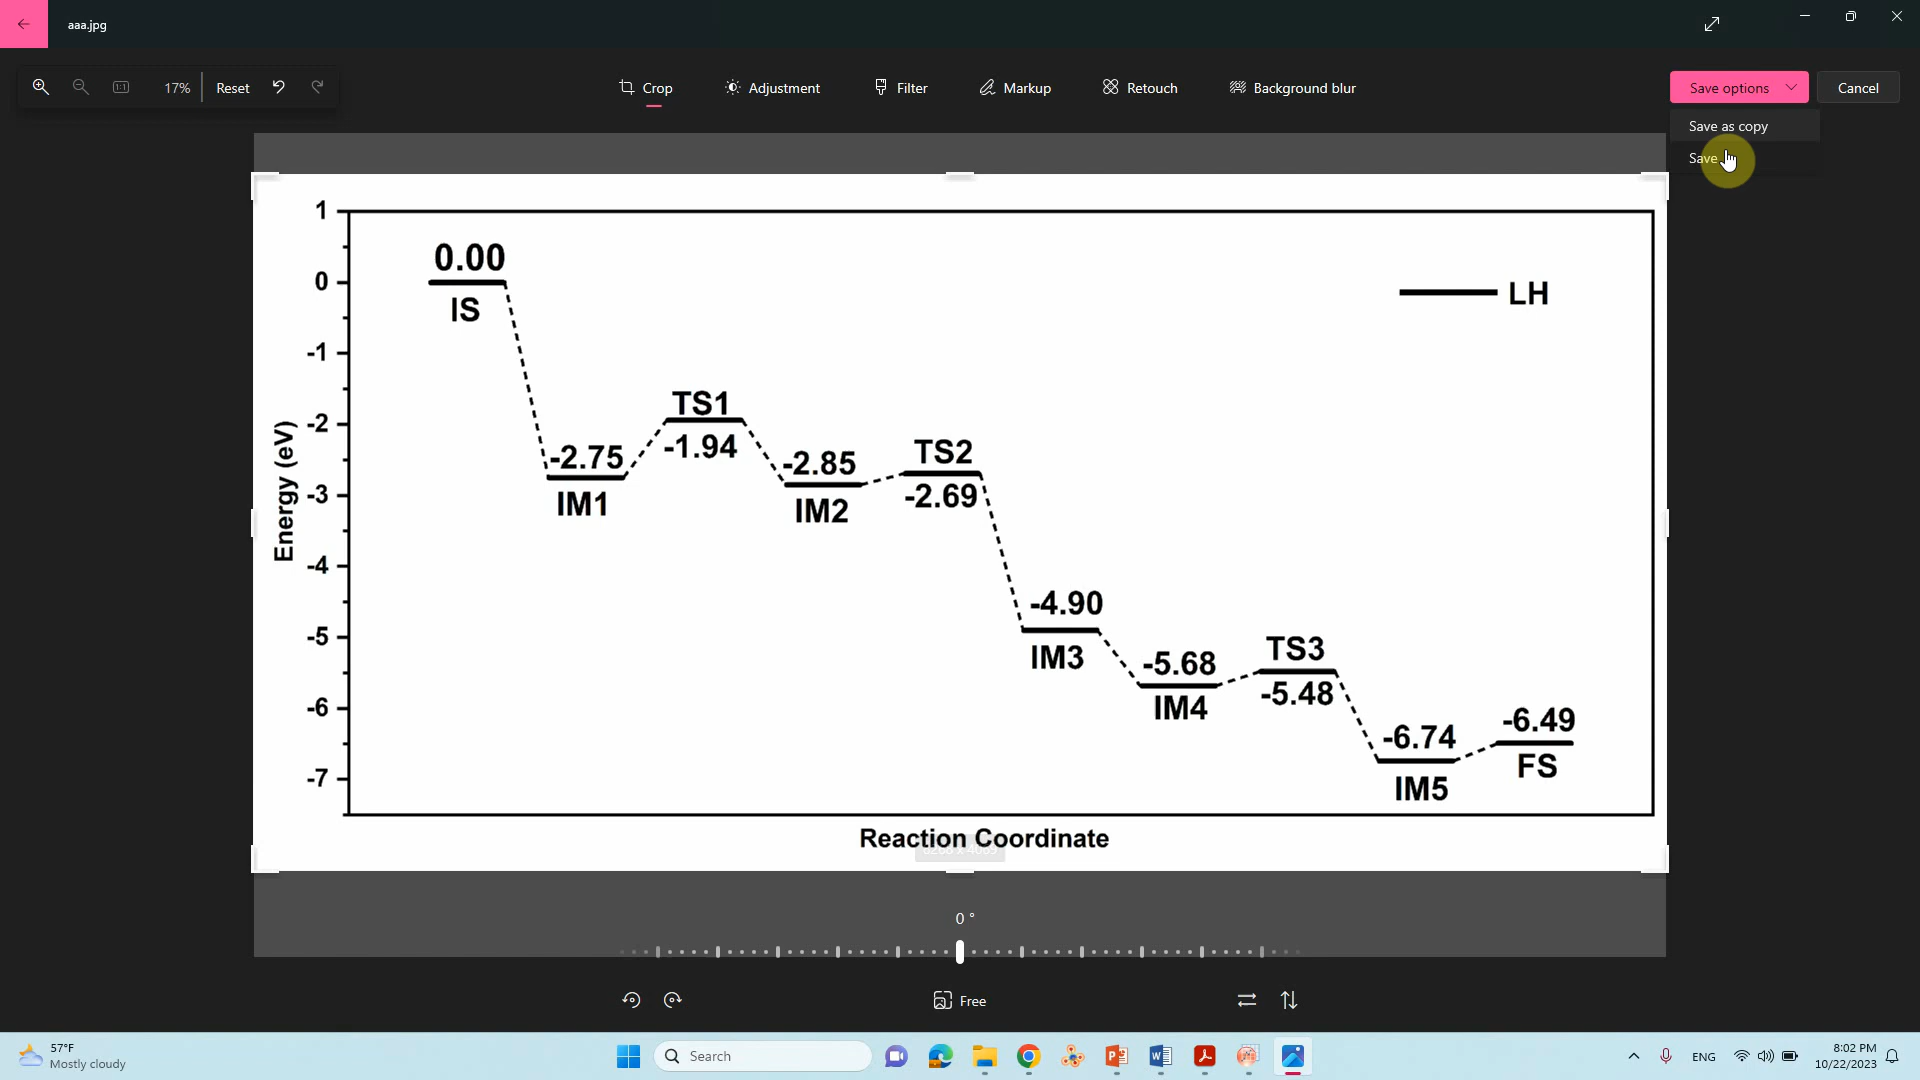 aaa.jpg
17%
Reset
Crop
Adjustment
Filter
Markup
Retouch
Background blur
Save options
Cancel
Save as copy
Save
1
0
-1
-2
-3
-4
-5
-6
-7
Energy (eV)
0.00
IS
LH
-2.75
IM1
TS1
-1.94
-2.85
IM2
TS2
-2.69
-4.90
IM3
-5.68
IM4
TS3
-5.48
-6.74
IM5
-6.49
FS
Reaction Coordinate
0 °
Free
57°F
Mostly cloudy
Search
ENG
8:02 PM
10/22/2023